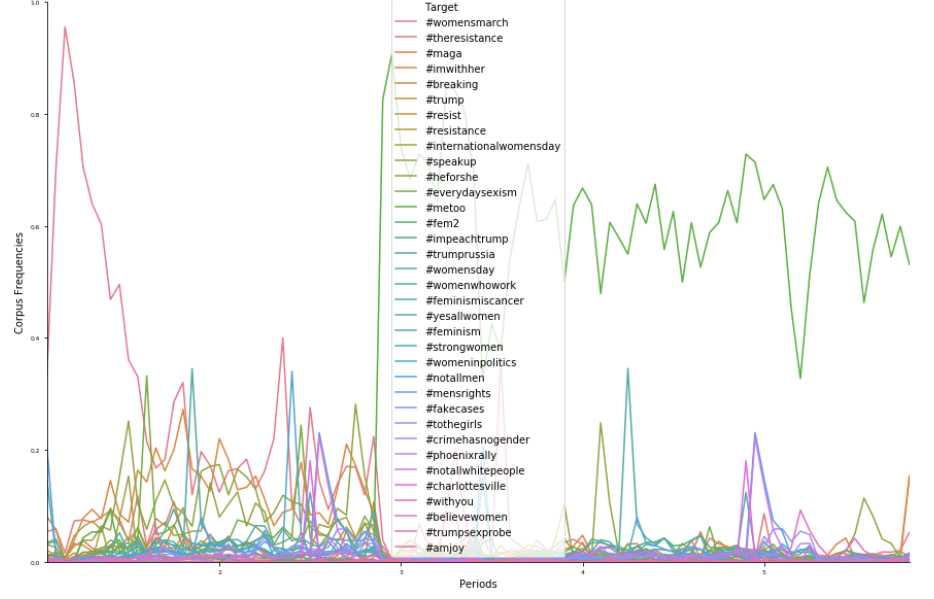 Target
#womensmarch
#theresistance
#maga
#imwithher
#breaking
#trump
#resist
#resistance
#internationalwomensday
#speakup
#heforshe
#everydaysexism
#metoo
#fem2
#impeachtrump
#trumprussia
#womensday
#womenwhowork
#feminismiscancer
#yesallwomen
#feminism
#strongwomen
#womeninpolitics
#notallmen
#mensrights
#fakecases
#tothegirls
#crimehasnogender
#phoenixrally
#notallwhitepeople
#charlottesville
#withyou
#believewomen
#trumpsexprobe
#amjoy
1.0
0.8
0.6
0.4
0.2
0.0
Corpus Frequencies
2 3 4 5
Periods